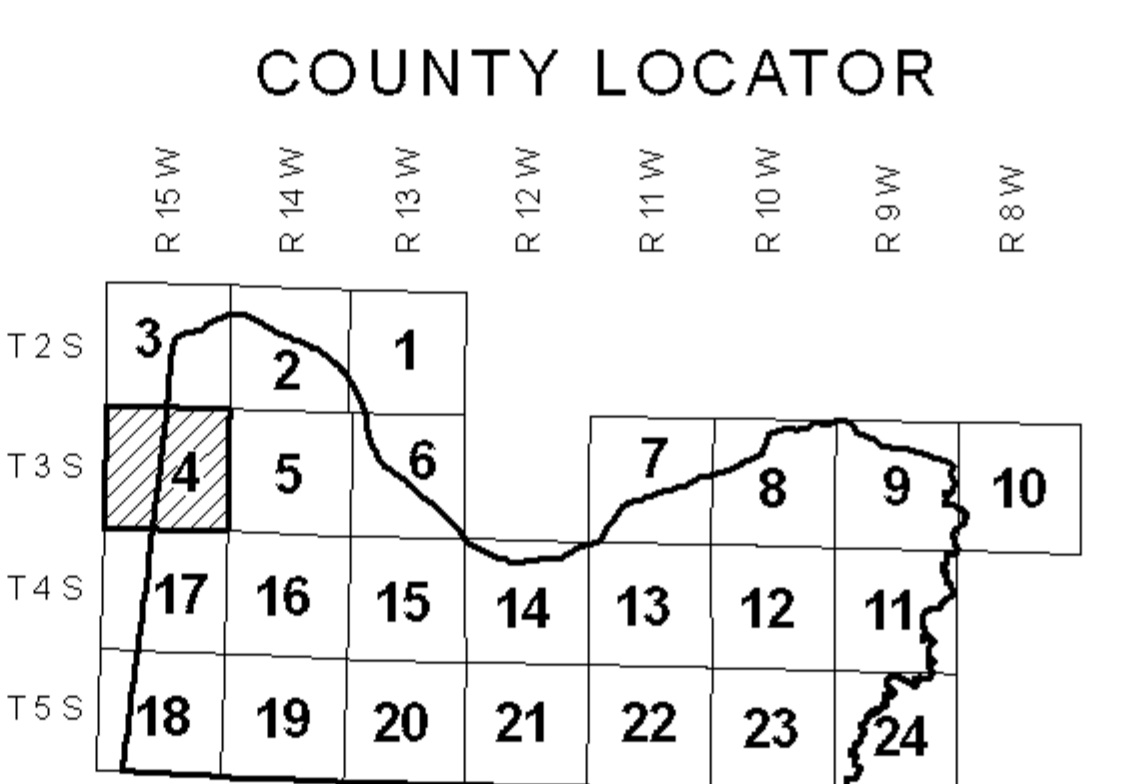 COUNTY LOCATOR
R 15 W R 14 W R 13 W R 12 W R 11 W R 10 W R 9 W R 8 W
T 2 S 3 2 1
T 3 S 4 5 6 7 8 9 10
T 4 S 17 16 15 14 13 12 11
T 5 S 18 19 20 21 22 23 24